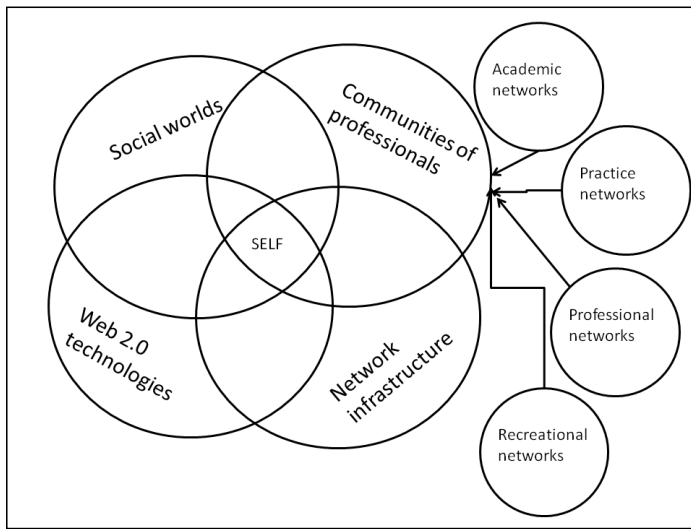 Social worlds
Communities of
professionals
SELF
Web 2.0
technologies
Network
infrastructure
Academic
networks
Practice
networks
Professional
networks
Recreational
networks